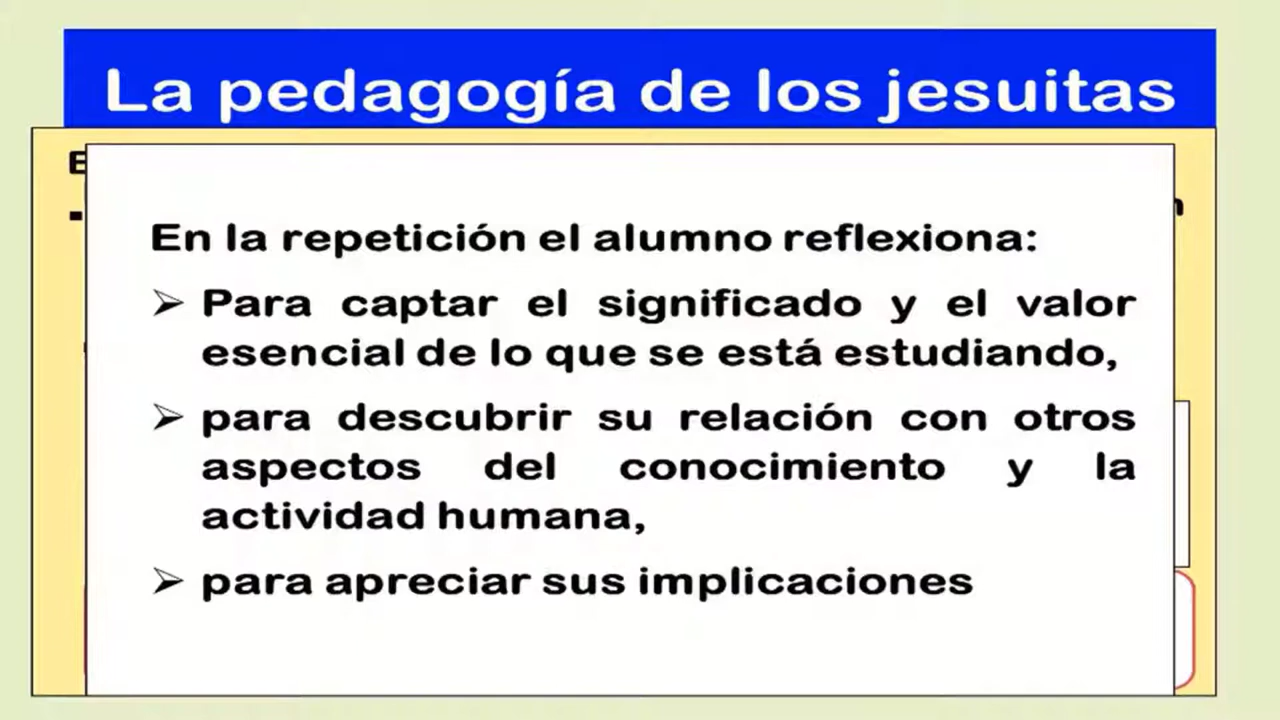 La pedagogía de los jesuitas
En la repetición el alumno reflexiona:
➢ Para captar el significado y el valor
esencial de lo que se está estudiando,
➢ para descubrir su relación con otros
aspectos del conocimiento y la
actividad humana,
➢ para apreciar sus implicaciones